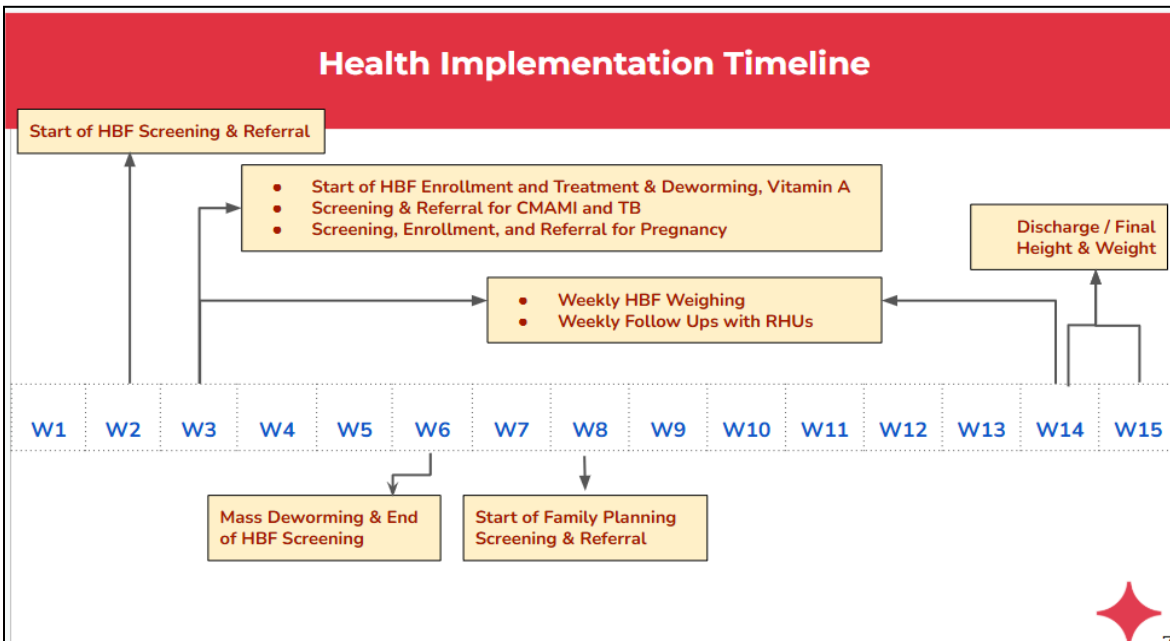 Health Implementation Timeline
Start of HBF Screening & Referral
● Start of HBF Enrollment and Treatment & Deworming, Vitamin A
● Screening & Referral for CMAMI and TB
● Screening, Enrollment, and Referral for Pregnancy
Discharge / Final
Height & Weight
● Weekly HBF Weighing
● Weekly Follow Ups with RHUs
W1 W2 W3 W4 W5 W6 W7 W8 W9 W10 W11 W12 W13 W14 W15
Mass Deworming & End
of HBF Screening
Start of Family Planning
Screening & Referral